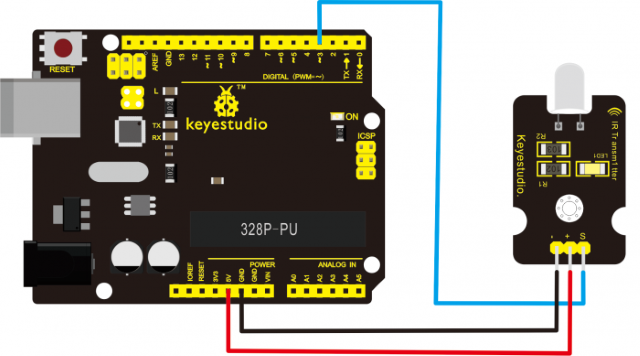 RESET
AREF
GND
13
12
~11
~10
~9
8
7
~6
~5
4
~3
2
TX→1
RX←0
DIGITAL (PWM=~)
L
TX
RX
TM
keyestudio
ON
ICSP
328P-PU
POWER
ANALOG IN
IOREF
RESET
3V3
5V
GND
GND
VIN
A0
A1
A2
A3
A4
A5
IR Transmitter
Keyestudio.
R2
103
LED1
R1
- + S